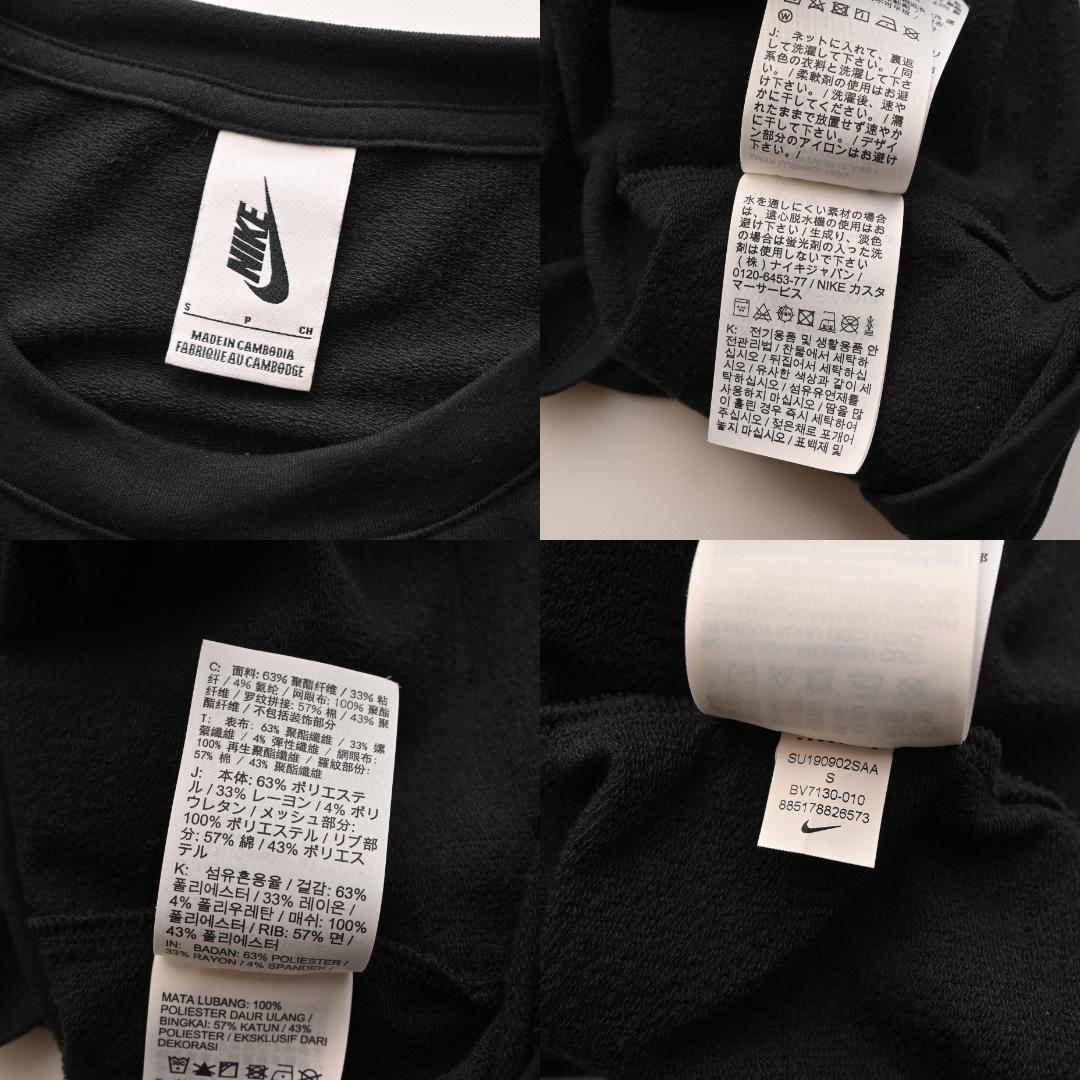 NIKE
S
P
CH
MADE IN CAMBODIA
FABRIQUE AU CAMBODGE
W
J: ネットに入れて、裏返
して洗濯して下さい。/同
系色の衣料と洗濯して下さ
い。/柔軟剤の使用はお避
け下さい。/洗濯後、速や
かに干してください。/濡
れたままで放置せず速やか
に干して下さい。/デザイ
ン部分のアイロンはお避け
下さい。/
水を通しにくい素材の場合
は、遠心脱水機の使用はお
避け下さい/生成り、淡色
の場合は蛍光剤の入った洗
剤は使用しないで下さい
(株)ナイキジャパン/
0120-6453-77/NIKE カスタ
マーサービス
K: 전기용품 및 생활용품 안
전관리법/찬물에서 세탁하
십시오/뒤집어서 세탁하십
시오/유사한 색상과 같이 세
탁하십시오/섬유유연제를
사용하지 마십시오/땀을 많
이 흘린 경우 즉시 세탁하여
주십시오/젖은채로 포개어
놓지 마십시오/표백제 및
C: 面料: 63% 聚酯纤维 / 33% 粘
纤 / 4% 氨纶 / 网眼布: 100% 聚酯
纤维 / 罗纹拼接: 57% 棉 / 43% 聚
酯纤维 / 不包括装饰部分
T: 表布: 63% 聚酯纖維 / 33% 嫘
縈纖維 / 4% 彈性纖維 / 網眼布:
100% 再生聚酯纖維 / 羅紋部份:
57% 棉 / 43% 聚酯纖維
J: 本体: 63% ポリエステ
ル / 33% レーヨン / 4% ポリ
ウレタン / メッシュ部分:
100% ポリエステル / リブ部
分: 57% 綿 / 43% ポリエス
テル
K: 섬유혼용율 / 겉감: 63%
폴리에스터 / 33% 레이온 /
4% 폴리우레탄 / 매쉬: 100%
폴리에스터 / RIB: 57% 면 /
43% 폴리에스터
IN: BADAN: 63% POLIESTER /
33% RAYON / 4% SPANDEK /
MATA LUBANG: 100%
POLIESTER DAUR ULANG /
BINGKAI: 57% KATUN / 43%
POLIESTER / EKSKLUSIF DARI
DEKORASI
SU190902SAA
S
BV7130-010
885178826573